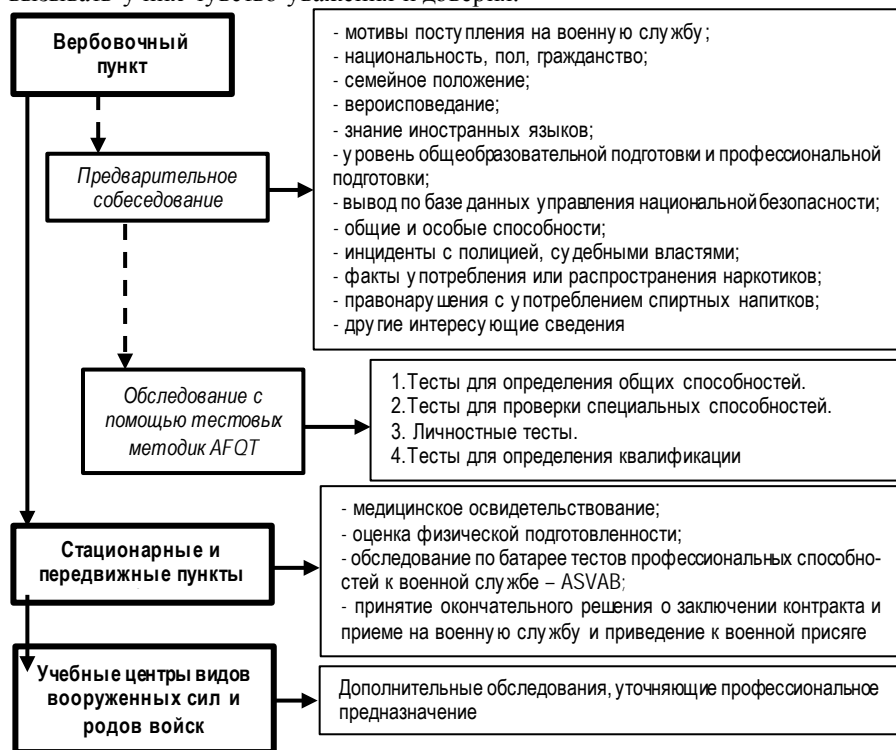 Вербовочный
пункт
- мотивы поступления на военную службу;
- национальность, пол, гражданство;
- семейное положение;
- вероисповедание;
- знание иностранных языков;
- уровень общеобразовательной подготовки и профессиональной
подготовки;
- вывод по базе данных управления национальной безопасности;
- общие и особые способности;
- инциденты с полицией, судебными властями;
- факты употребления или распространения наркотиков;
- правонарушения с употреблением спиртных напитков;
- другие интересующие сведения
Предварительное
собеседование
Обследование с
помощью тестовых
методик AFQT
1.Тесты для определения общих способностей.
2.Тесты для проверки специальных способностей.
3. Личностные тесты.
4.Тесты для определения квалификации
Стационарные и
передвижные пункты
- медицинское освидетельствование;
- оценка физической подготовленности;
- обследование по батарее тестов профессиональных способно-
стей к военной службе – ASVAB;
- принятие окончательного решения о заключении контракта и
приеме на военную службу и приведение к военной присяге
Учебные центры видов
вооруженных сил и
родов войск
Дополнительные обследования, уточняющие профессиональное
предназначение